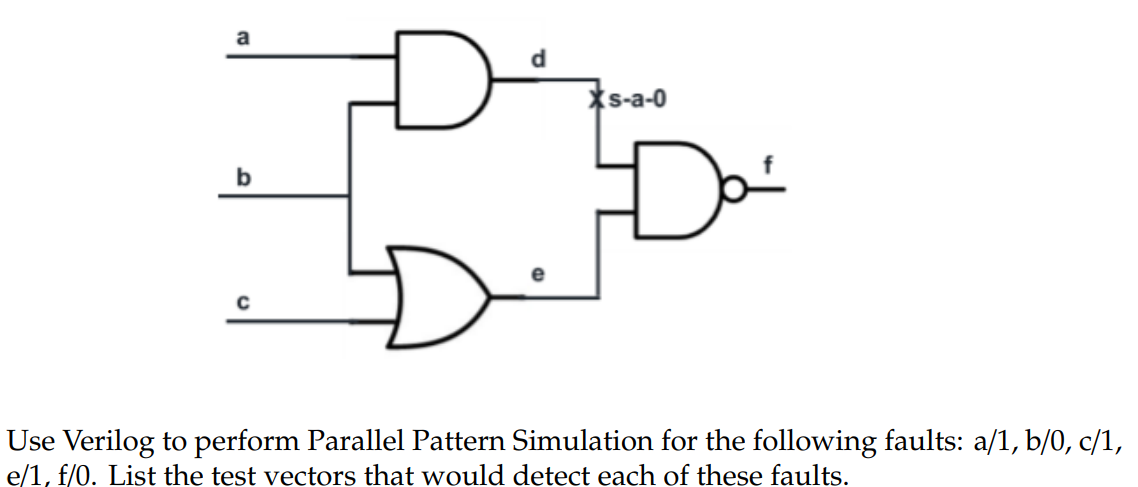 a
d
s-a-0
b
f
e
c
Use Verilog to perform Parallel Pattern Simulation for the following faults: a/1, b/0, c/1,
e/1, f/0. List the test vectors that would detect each of these faults.